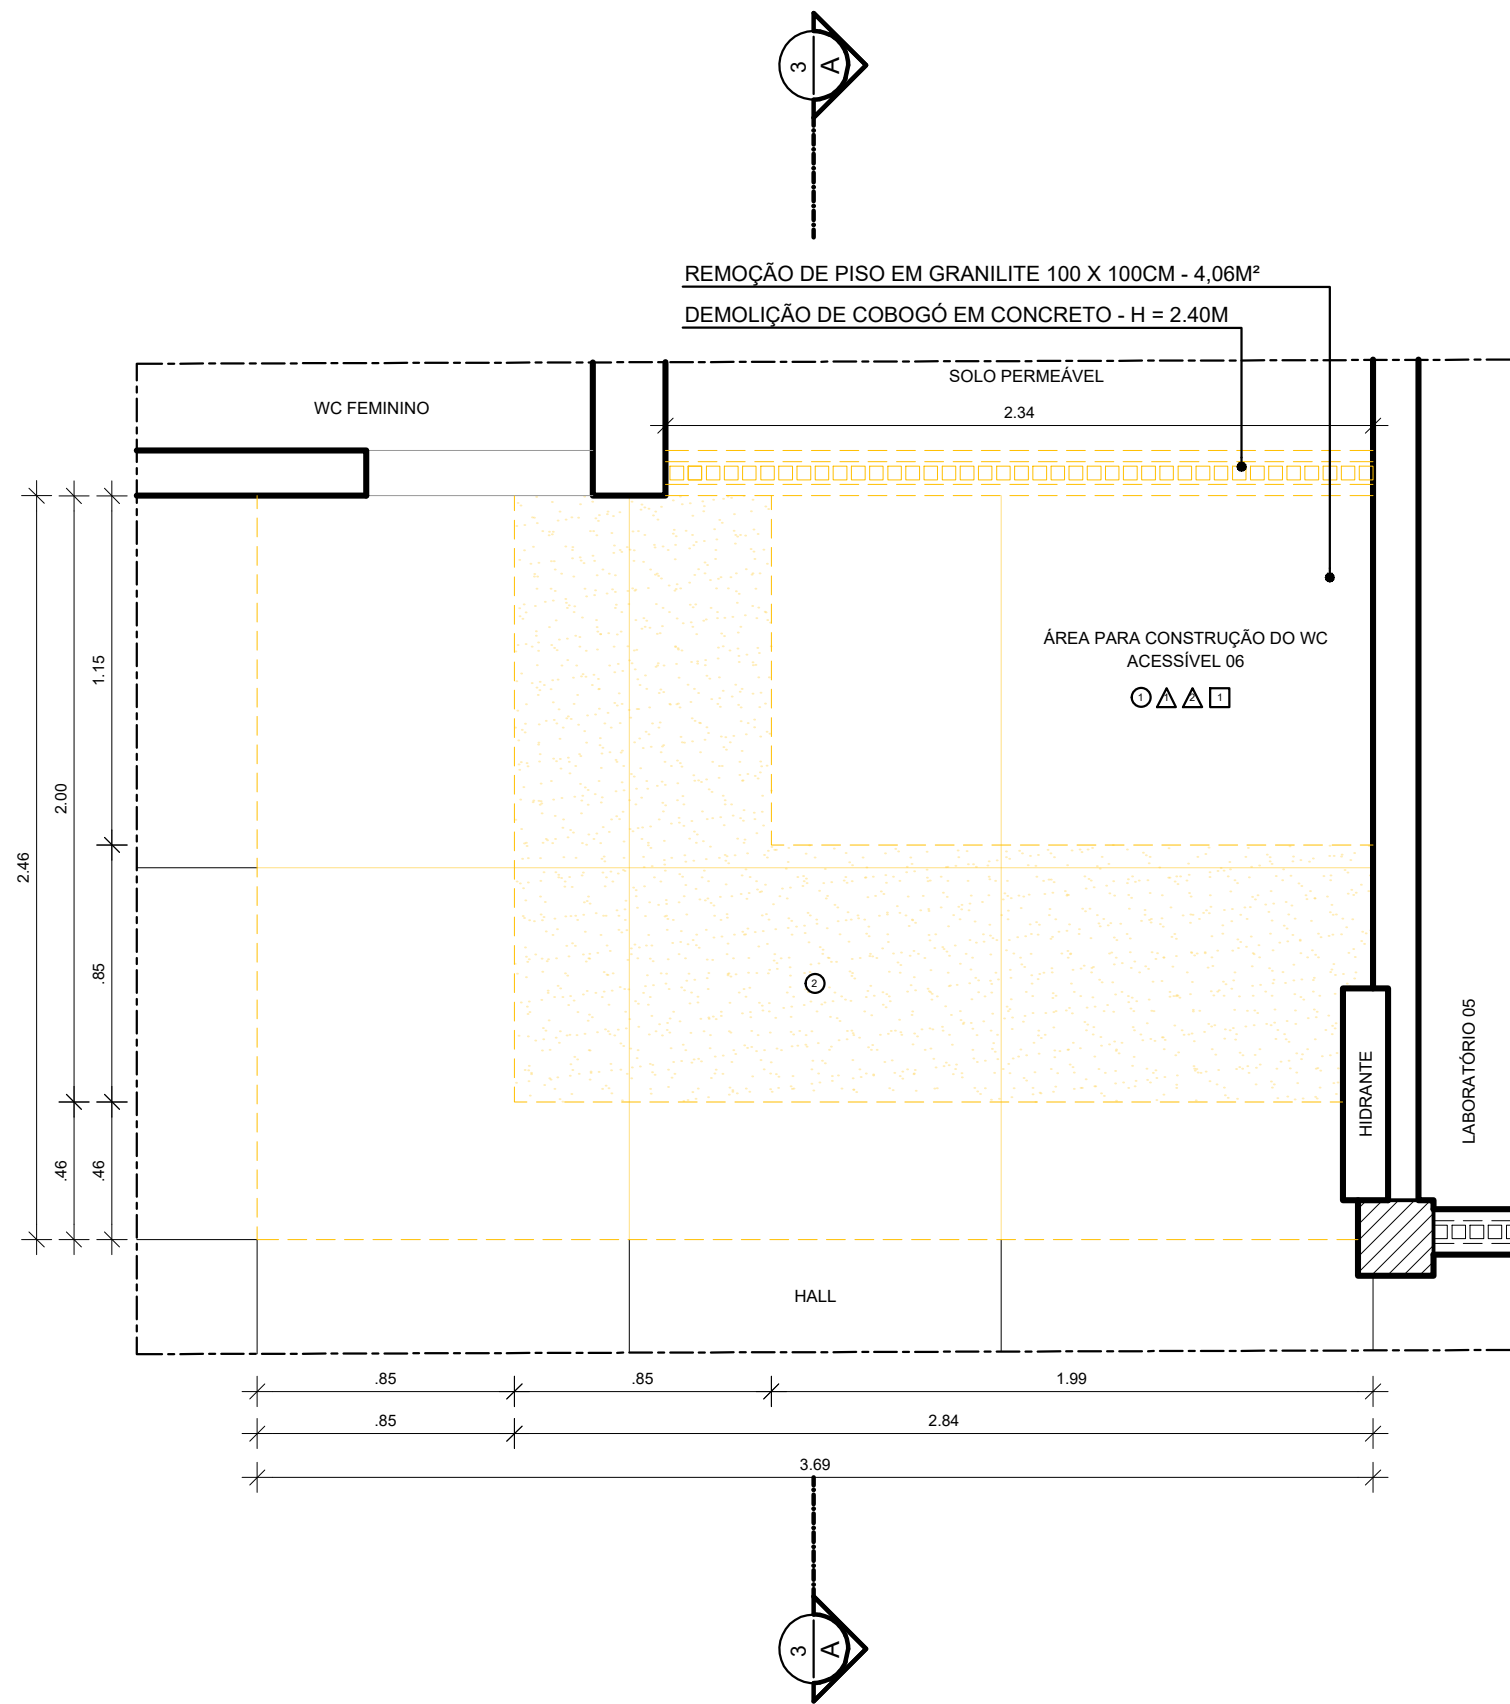 3
A
REMOÇÃO DE PISO EM GRANILITE 100 X 100CM - 4,06M²
DEMOLIÇÃO DE COBOGÓ EM CONCRETO - H = 2.40M
SOLO PERMEÁVEL
WC FEMININO
2.34
ÁREA PARA CONSTRUÇÃO DO WC
ACESSÍVEL 06
1
1
2
1
1.15
2.00
2.46
.85
.46
.46
2
HIDRANTE
LABORATÓRIO 05
HALL
.85
.85
1.99
.85
2.84
3.69
3
A